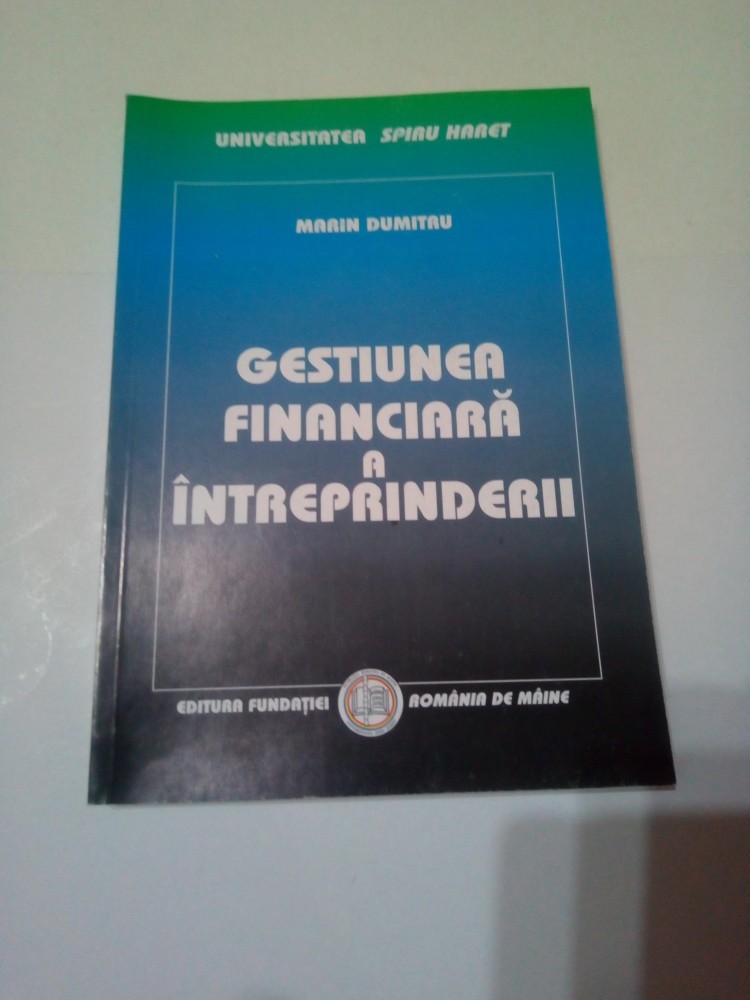 UNIVERSITATEA SPIRU HARET
MARIN DUMITRU
GESTIUNEA
FINANCIARĂ
A
ÎNTREPRINDERII
EDITURA FUNDAȚIEI ROMÂNIA DE MÂINE